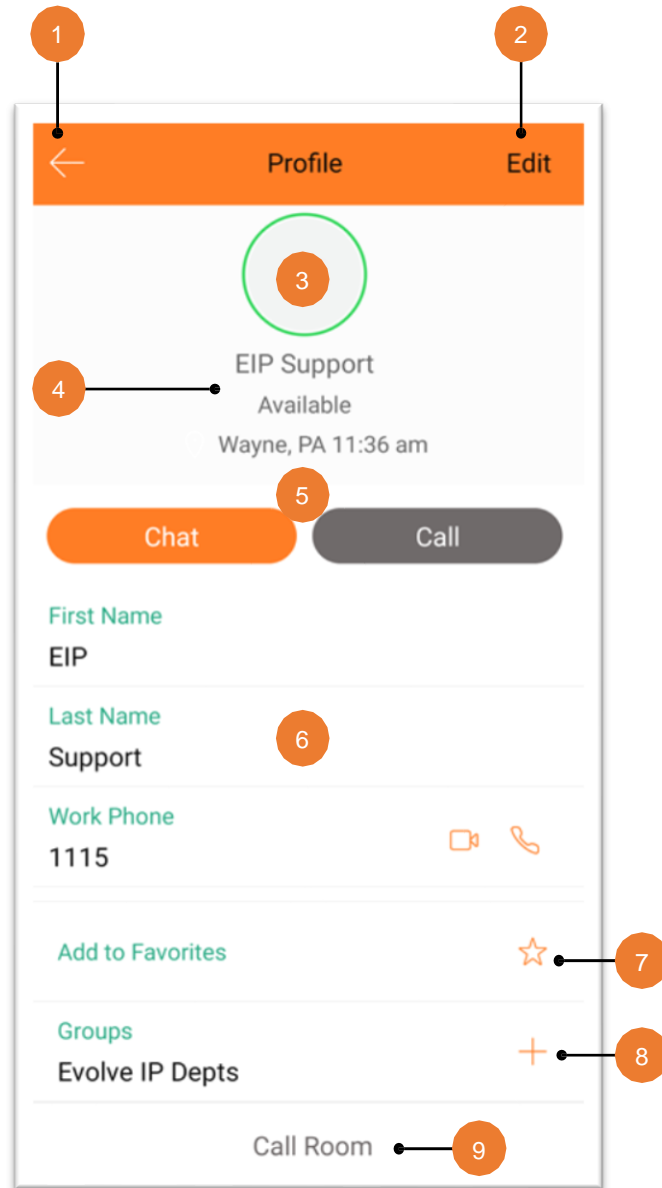 1
2
Profile
Edit
3
EIP Support
4
Available
Wayne, PA 11:36 am
5
Chat
Call
First Name
EIP
Last Name
6
Support
Work Phone
1115
Add to Favorites
7
Groups
8
Evolve IP Depts
Call Room
9